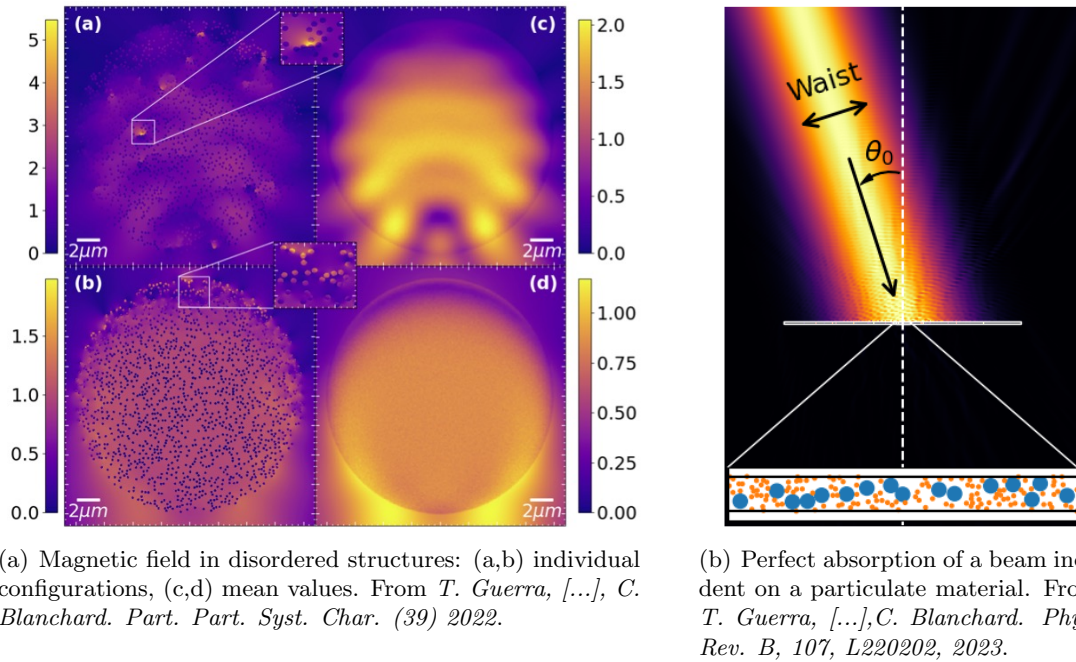 (a)
(c)
5
4
3
2
1
0
2μm
2μm
2.0
1.5
1.0
0.5
0.0
(b)
(d)
1.5
1.0
0.5
0.0
2μm
2μm
1.00
0.75
0.50
0.25
0.00
Waist
θ0
(a) Magnetic field in disordered structures: (a,b) individual
configurations, (c,d) mean values. From T. Guerra, [...], C.
Blanchard. Part. Part. Syst. Char. (39) 2022.
(b) Perfect absorption of a beam inc
dent on a particulate material. Fro
T. Guerra, [...],C. Blanchard. Phy
Rev. B, 107, L220202, 2023.